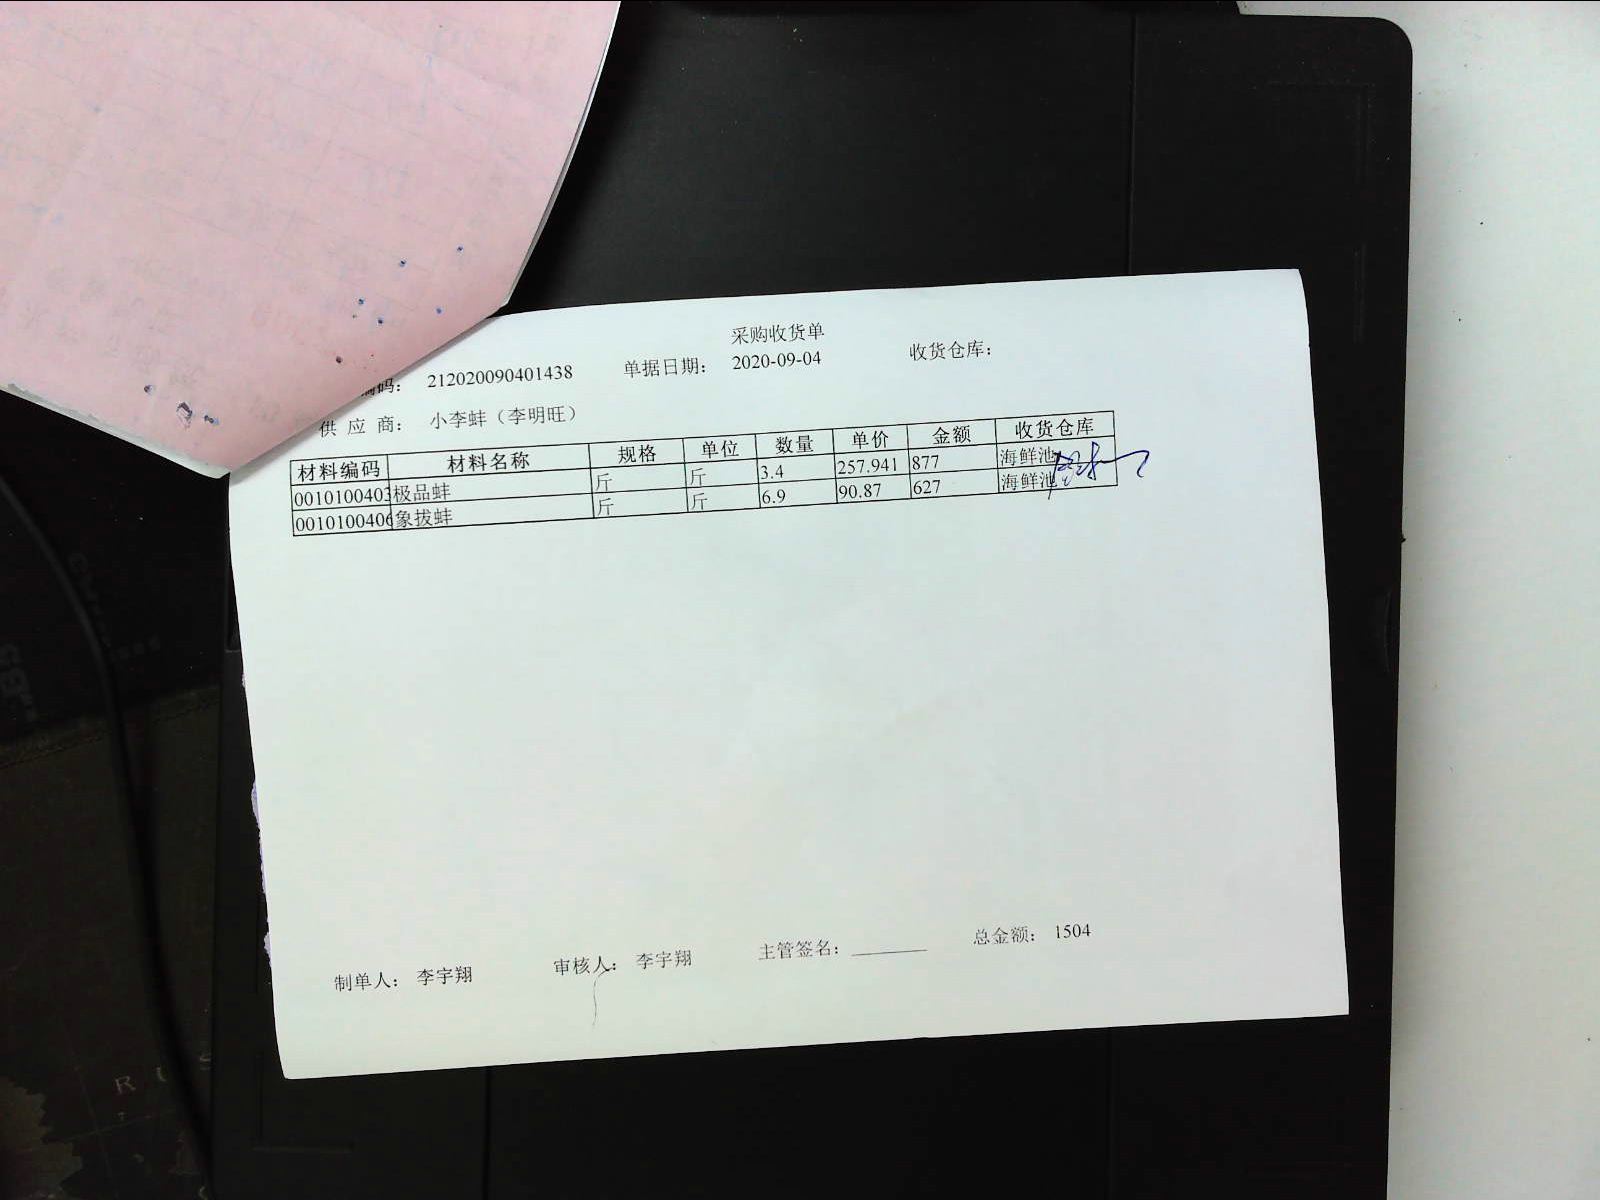 采购收货单
编码： 212020090401438 单据日期： 2020-09-04 收货仓库：
供 应 商： 小李蚌（李明旺）
材料编码 材料名称 规格 单位 数量 单价 金额 收货仓库
0010100403 极品蚌 斤 斤 3.4 257.941 877 海鲜池
0010100406 象拔蚌 斤 斤 6.9 90.87 627 海鲜池
制单人： 李宇翔 审核人： 李宇翔 主管签名： 总金额： 1504